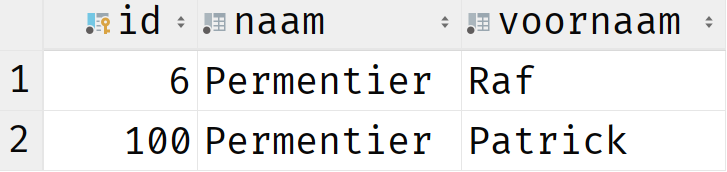 id naam voornaam
1 6 Permentier Raf
2 100 Permentier Patrick